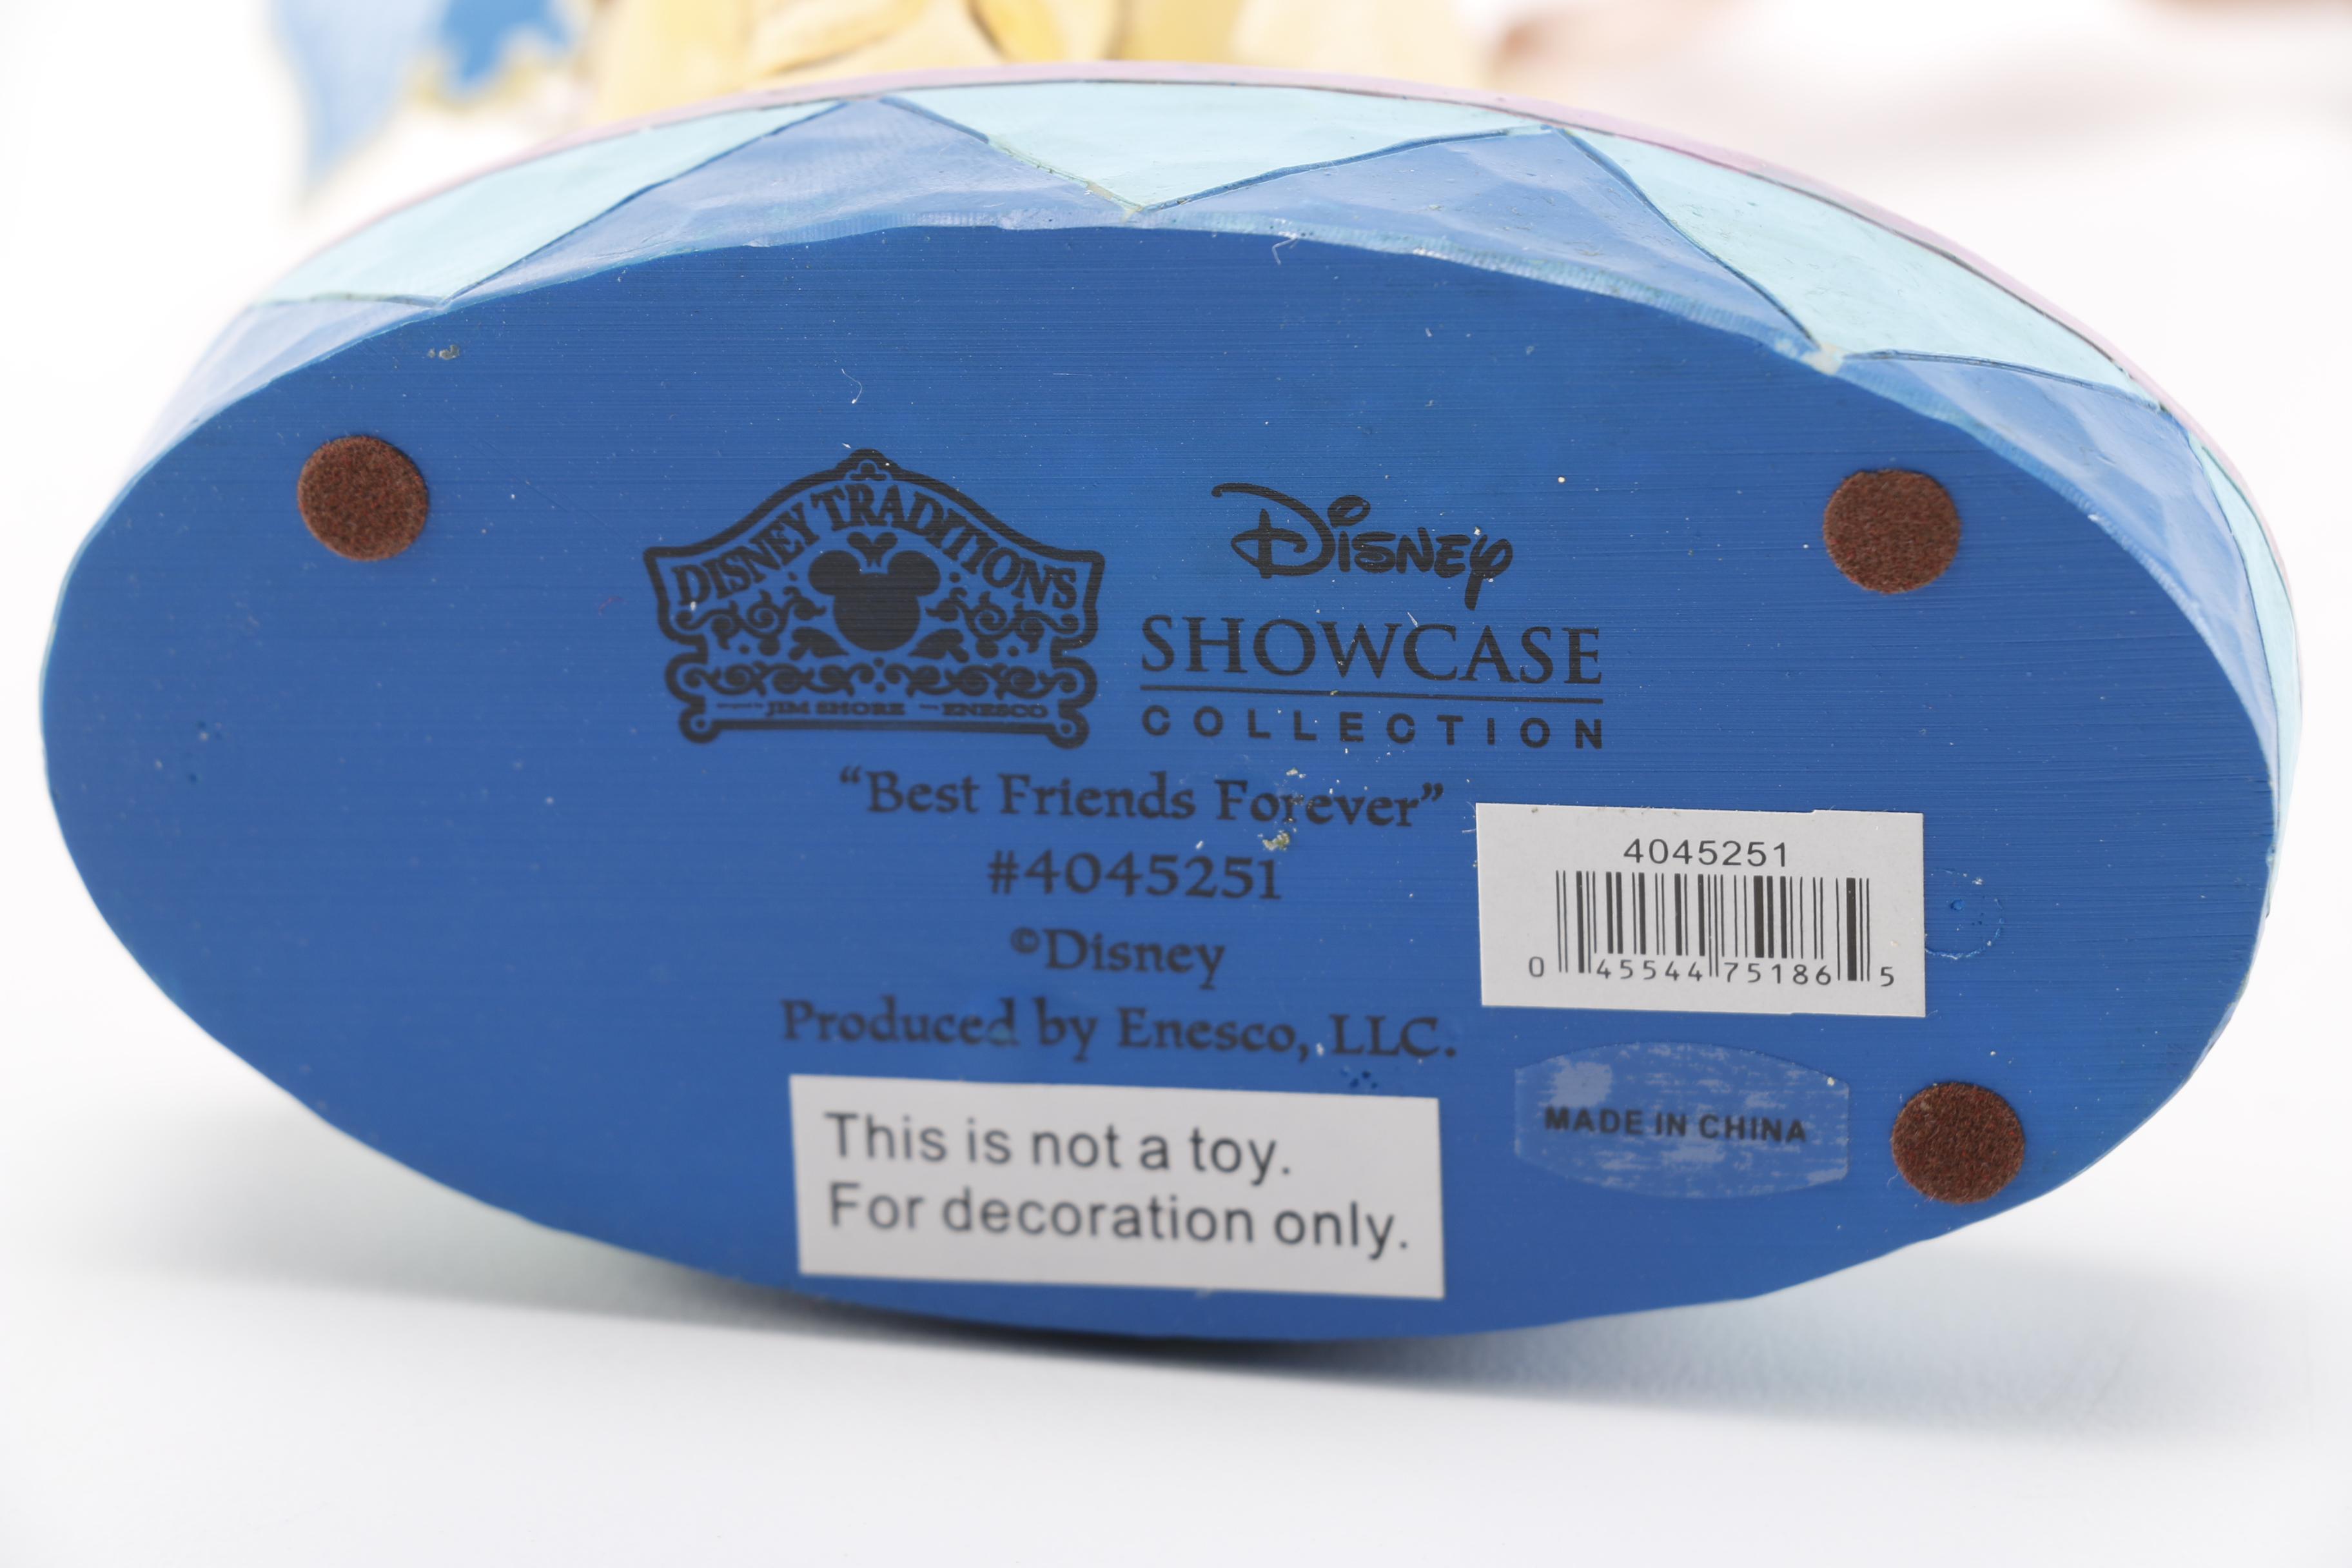 DISNEY TRADITIONS
JIM SHORE ENESCO
Disney
SHOWCASE
COLLECTION
“Best Friends Forever”
#4045251
©Disney
Produced by Enesco, LLC.
4045251
0 45544 75186 5
MADE IN CHINA
This is not a toy.
For decoration only.